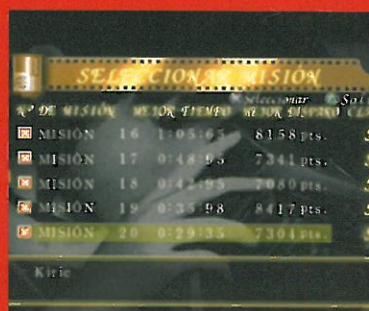 SELECCIONAR MISIÓN
Seleccionar
Nº DE MISIÓN MEJOR TIEMPO MEJOR DISPARO
MISIÓN 16 1:05:65 8158 pts.
MISIÓN 17 0:48:95 7341 pts.
MISIÓN 18 0:42:95 7080 pts.
MISIÓN 19 0:35:98 8417 pts.
MISIÓN 20 0:29:35 7304 pts.
Kirie